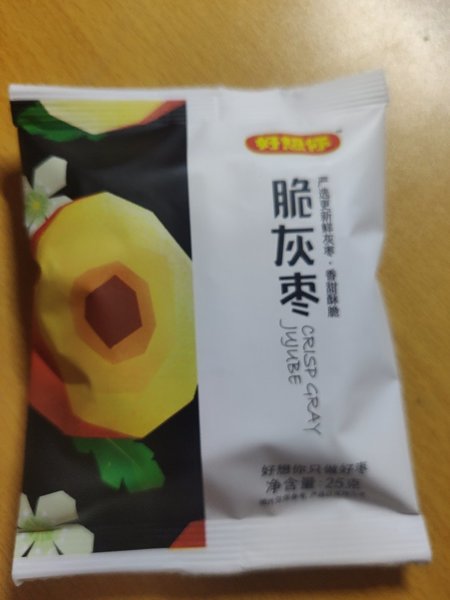 好想你
脆灰枣
严选更新鲜灰枣·香甜酥脆
CRISP GRAY
JUJUBE
好想你只做好枣
净含量:25克